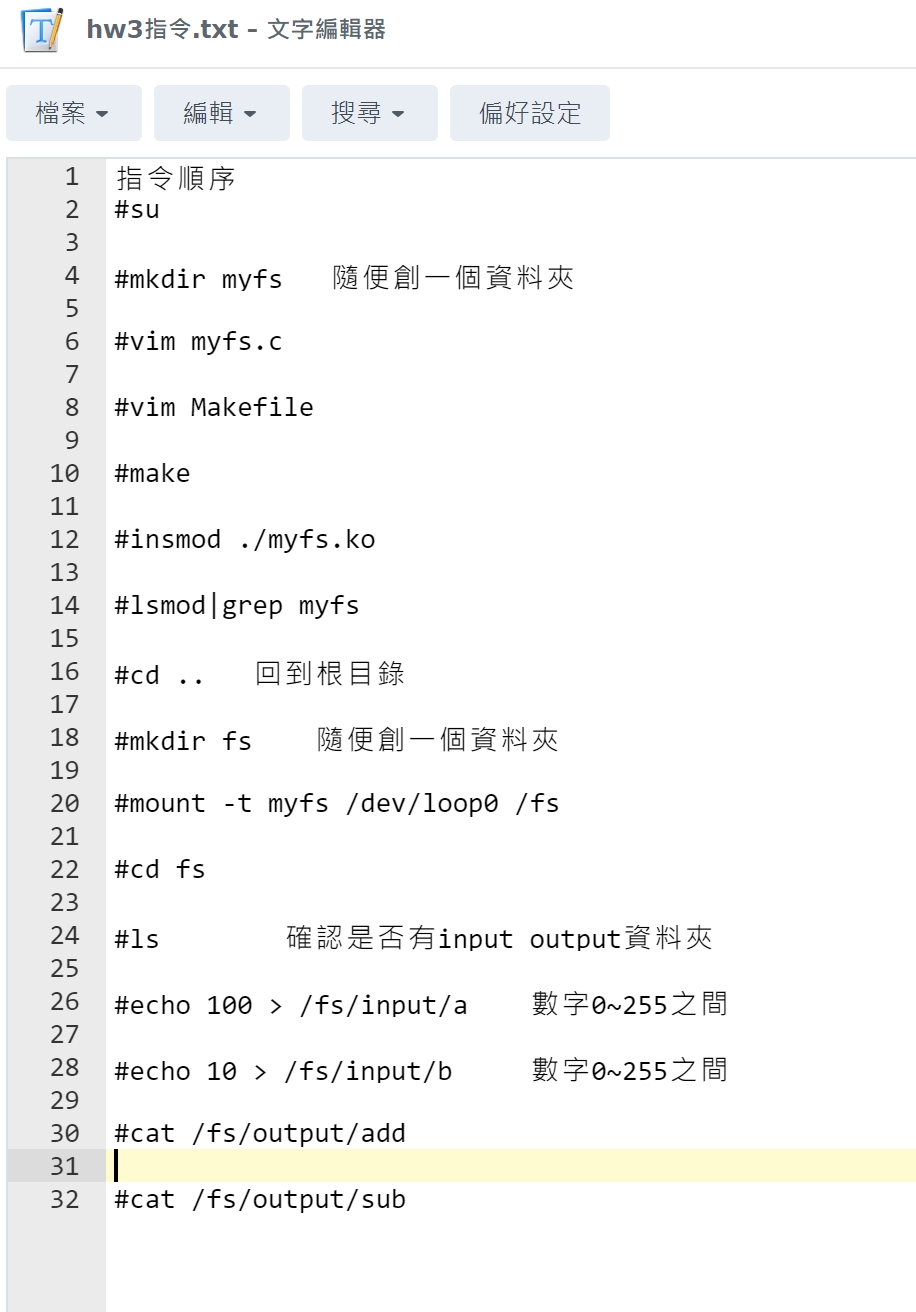 hw3指令.txt - 文字編輯器
檔案 編輯 搜尋 偏好設定
1 指令順序
2 #su
3
4 #mkdir myfs 隨便創一個資料夾
5
6 #vim myfs.c
7
8 #vim Makefile
9
10 #make
11
12 #insmod ./myfs.ko
13
14 #lsmod|grep myfs
15
16 #cd .. 回到根目錄
17
18 #mkdir fs 隨便創一個資料夾
19
20 #mount -t myfs /dev/loop0 /fs
21
22 #cd fs
23
24 #ls 確認是否有input output資料夾
25
26 #echo 100 > /fs/input/a 數字0~255之間
27
28 #echo 10 > /fs/input/b 數字0~255之間
29
30 #cat /fs/output/add
31
32 #cat /fs/output/sub